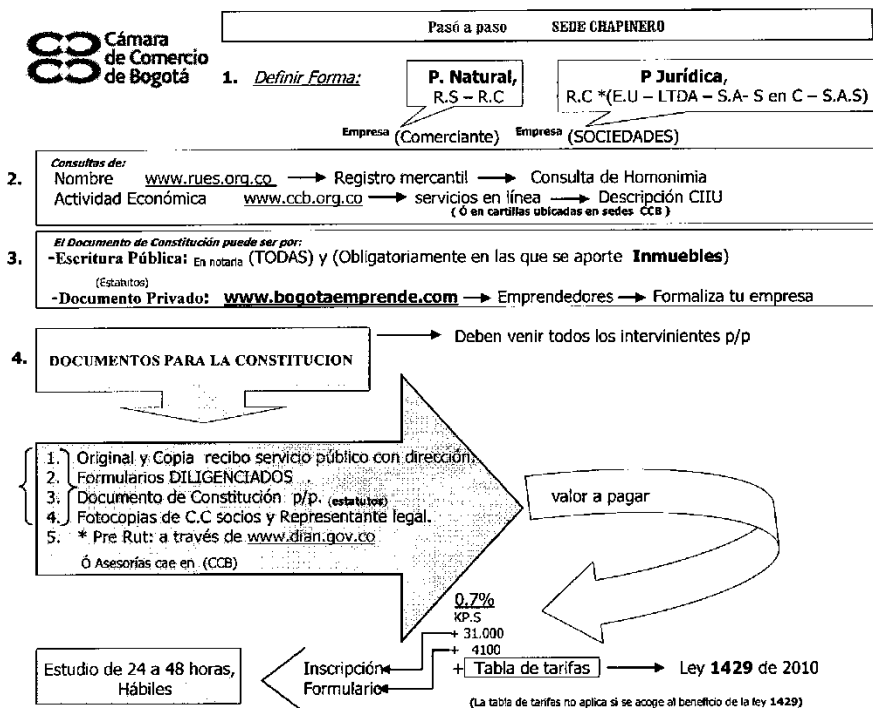 Cámara
de Comercio
de Bogotá
Pasó a paso SEDE CHAPINERO
1. Definir Forma:
P. Natural,
R.S – R.C
P Jurídica,
R.C *(E.U – LTDA – S.A- S en C – S.A.S)
Empresa (Comerciante) Empresa (SOCIEDADES)
2.
Consultas de:
Nombre www.rues.org.co Registro mercantil Consulta de Homonimia
Actividad Económica www.ccb.org.co servicios en línea Descripción CIIU
( Ó en cartillas ubicadas en sedes CCB )
3.
El Documento de Constitución puede ser por:
-Escritura Pública: En notaria (TODAS) y (Obligatoriamente en las que se aporte Inmuebles)
(Estatutos)
-Documento Privado: www.bogotaemprende.com Emprendedores Formaliza tu empresa
4. DOCUMENTOS PARA LA CONSTITUCION
Deben venir todos los intervinientes p/p
1. Original y Copia recibo servicio público con dirección.
2. Formularios DILIGENCIADOS .
3. Documento de Constitución p/p. (estatutos)
4. Fotocopias de C.C socios y Representante legal.
5. * Pre Rut: a través de www.dian.gov.co
Ó Asesorías cae en (CCB)
valor a pagar
0.7%
KP.S
+ 31.000
+ 4100
+ Tabla de tarifas Ley 1429 de 2010
Inscripción
Formulario
Estudio de 24 a 48 horas,
Hábiles
(La tabla de tarifas no aplica si se acoge al beneficio de la ley 1429)